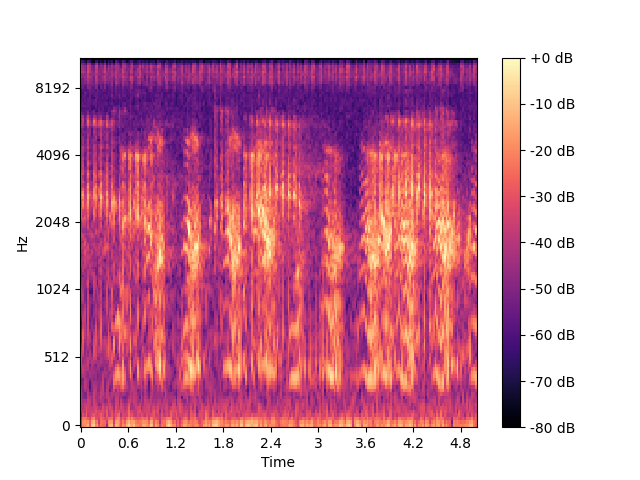 +0 dB
8192
-10 dB
4096
-20 dB
-30 dB
2048
Hz
-40 dB
1024
-50 dB
512
-60 dB
-70 dB
0
-80 dB
0 0.6 1.2 1.8 2.4 3 3.6 4.2 4.8
Time